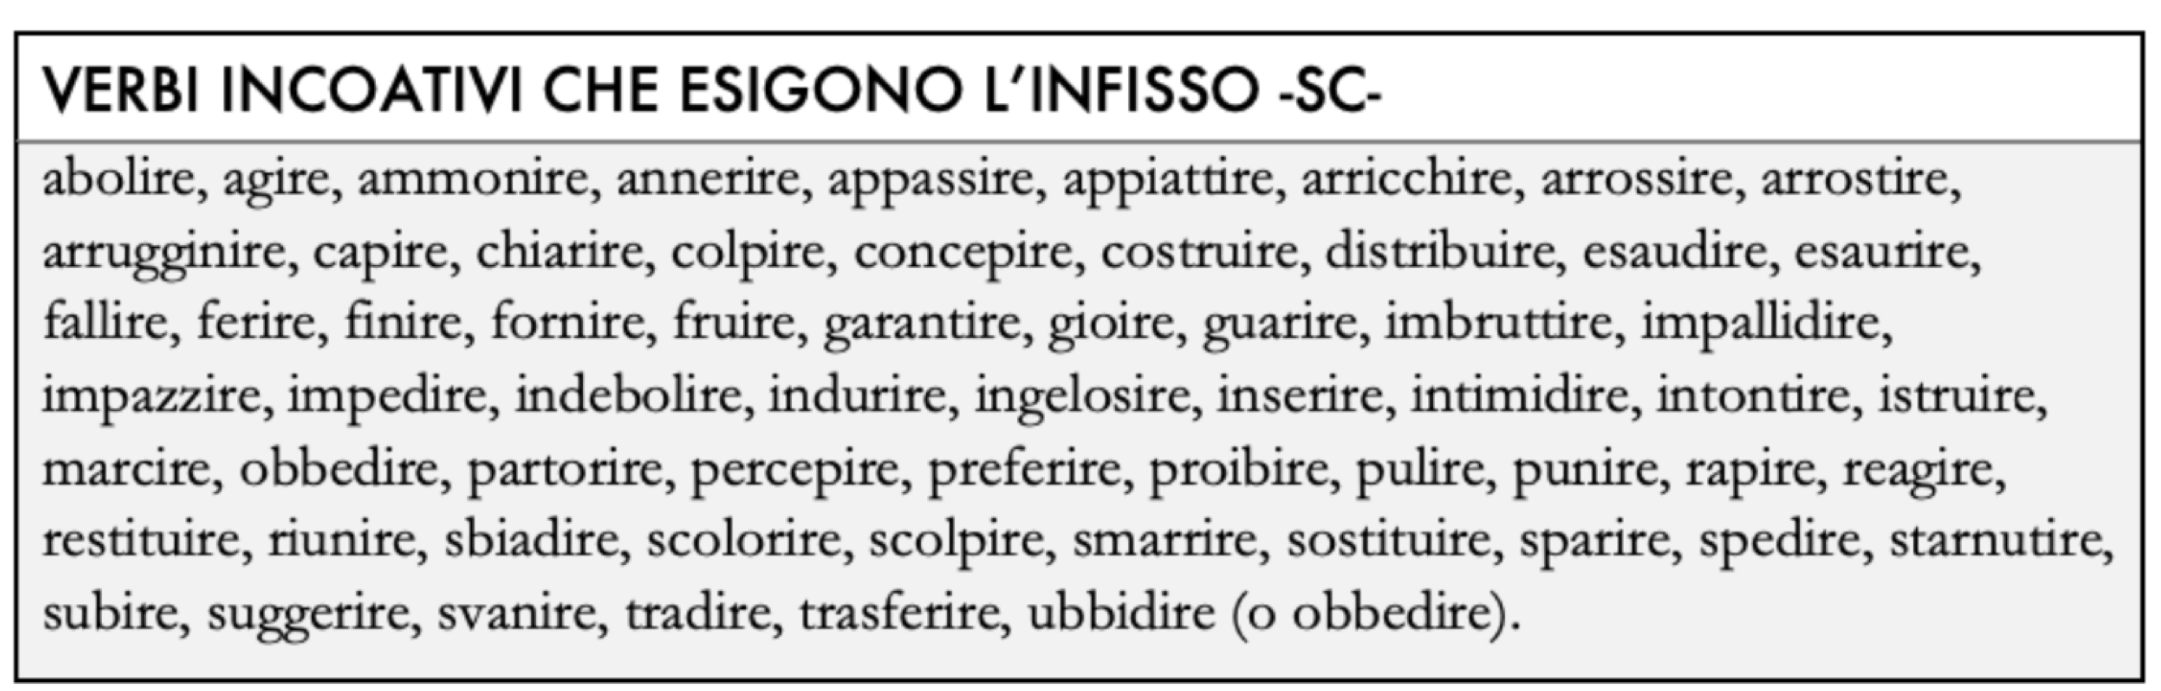 VERBI INCOATIVI CHE ESIGONO L'INFISSO -SC-
abolire, agire, ammonire, annerire, appassire, appiattire, arricchire, arrossire, arrostire,
arrugginire, capire, chiarire, colpire, concepire, costruire, distribuire, esaudire, esaurire,
fallire, ferire, finire, fornire, fruire, garantire, gioire, guarire, imbruttire, impallidire,
impazzire, impedire, indebolire, indurire, ingelosire, inserire, intimidire, intontire, istruire,
marcire, obbedire, partorire, percepire, preferire, proibire, pulire, punire, rapire, reagire,
restituire, riunire, sbiadire, scolorire, scolpire, smarrire, sostituire, sparire, spedire, starnutire,
subire, suggerire, svanire, tradire, trasferire, ubbidire (o obbedire).